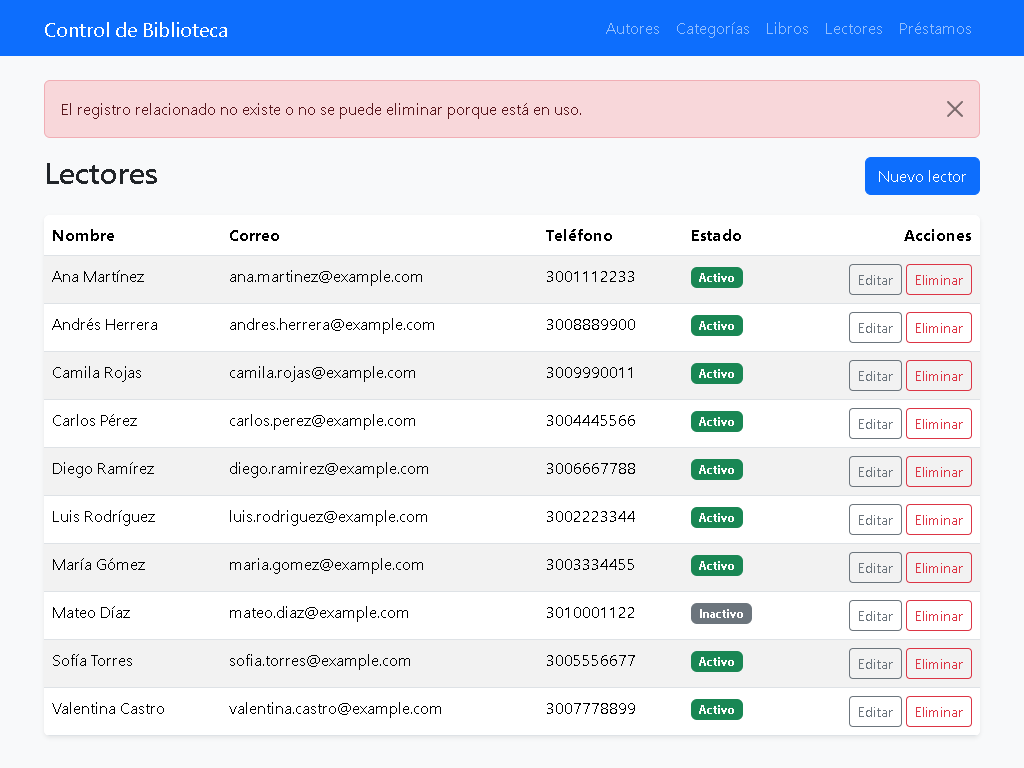 Control de Biblioteca Autores Categorías Libros Lectores Préstamos
El registro relacionado no existe o no se puede eliminar porque está en uso.
Lectores Nuevo lector
Nombre Correo Teléfono Estado Acciones
Ana Martínez ana.martinez@example.com 3001112233 Activo Editar Eliminar
Andrés Herrera andres.herrera@example.com 3008889900 Activo Editar Eliminar
Camila Rojas camila.rojas@example.com 3009990011 Activo Editar Eliminar
Carlos Pérez carlos.perez@example.com 3004445566 Activo Editar Eliminar
Diego Ramírez diego.ramirez@example.com 3006667788 Activo Editar Eliminar
Luis Rodríguez luis.rodriguez@example.com 3002223344 Activo Editar Eliminar
María Gómez maria.gomez@example.com 3003334455 Activo Editar Eliminar
Mateo Díaz mateo.diaz@example.com 3010001122 Inactivo Editar Eliminar
Sofía Torres sofia.torres@example.com 3005556677 Activo Editar Eliminar
Valentina Castro valentina.castro@example.com 3007778899 Activo Editar Eliminar